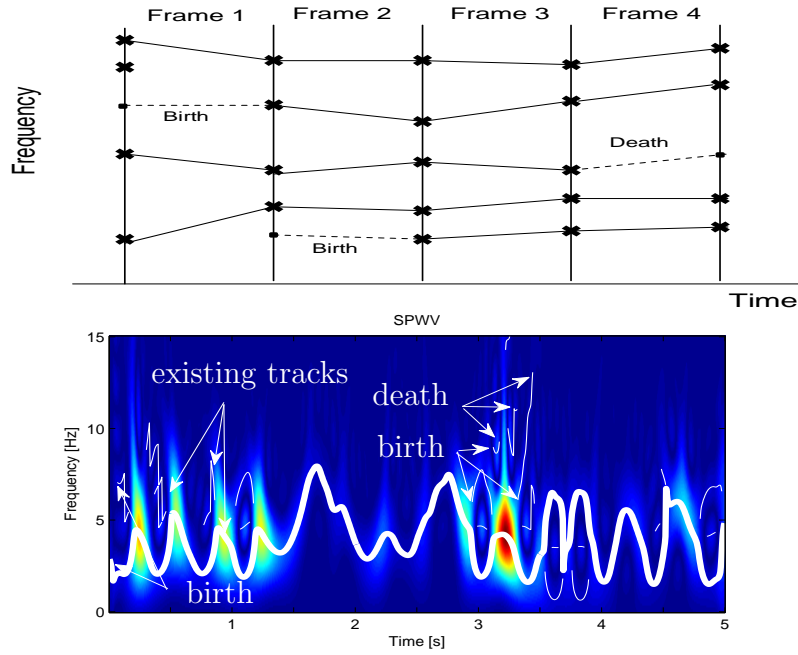 Frame 1 Frame 2 Frame 3 Frame 4
Frequency
Birth
Death
Birth
Time
SPWV
15
existing tracks
death
10
birth
Frequency [Hz]
5
birth
0
1 2 3 4 5
Time [s]